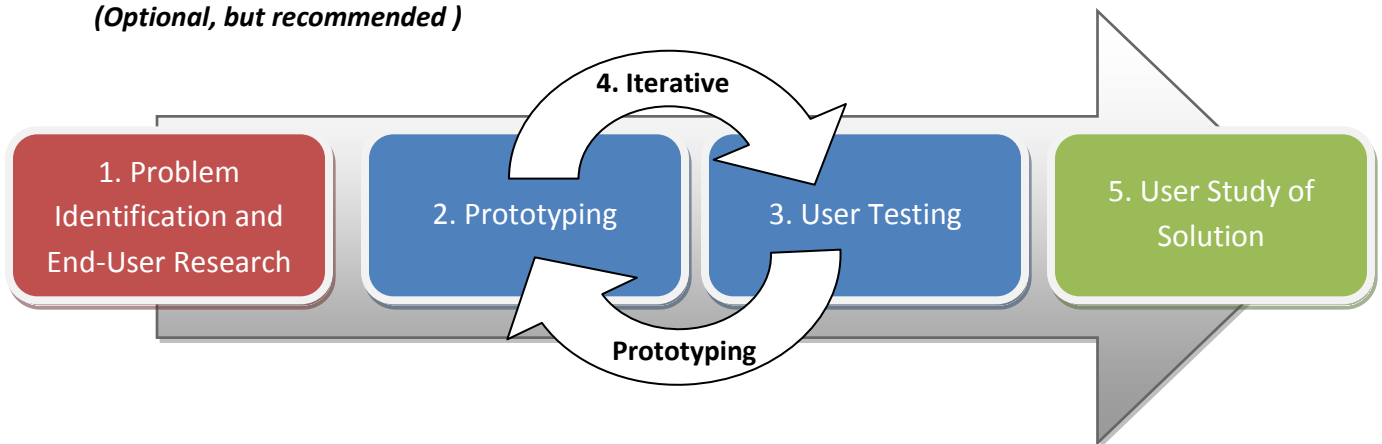 (Optional, but recommended )
4. Iterative
1. Problem
Identification and
End-User Research
2. Prototyping
3. User Testing
5. User Study of
Solution
Prototyping